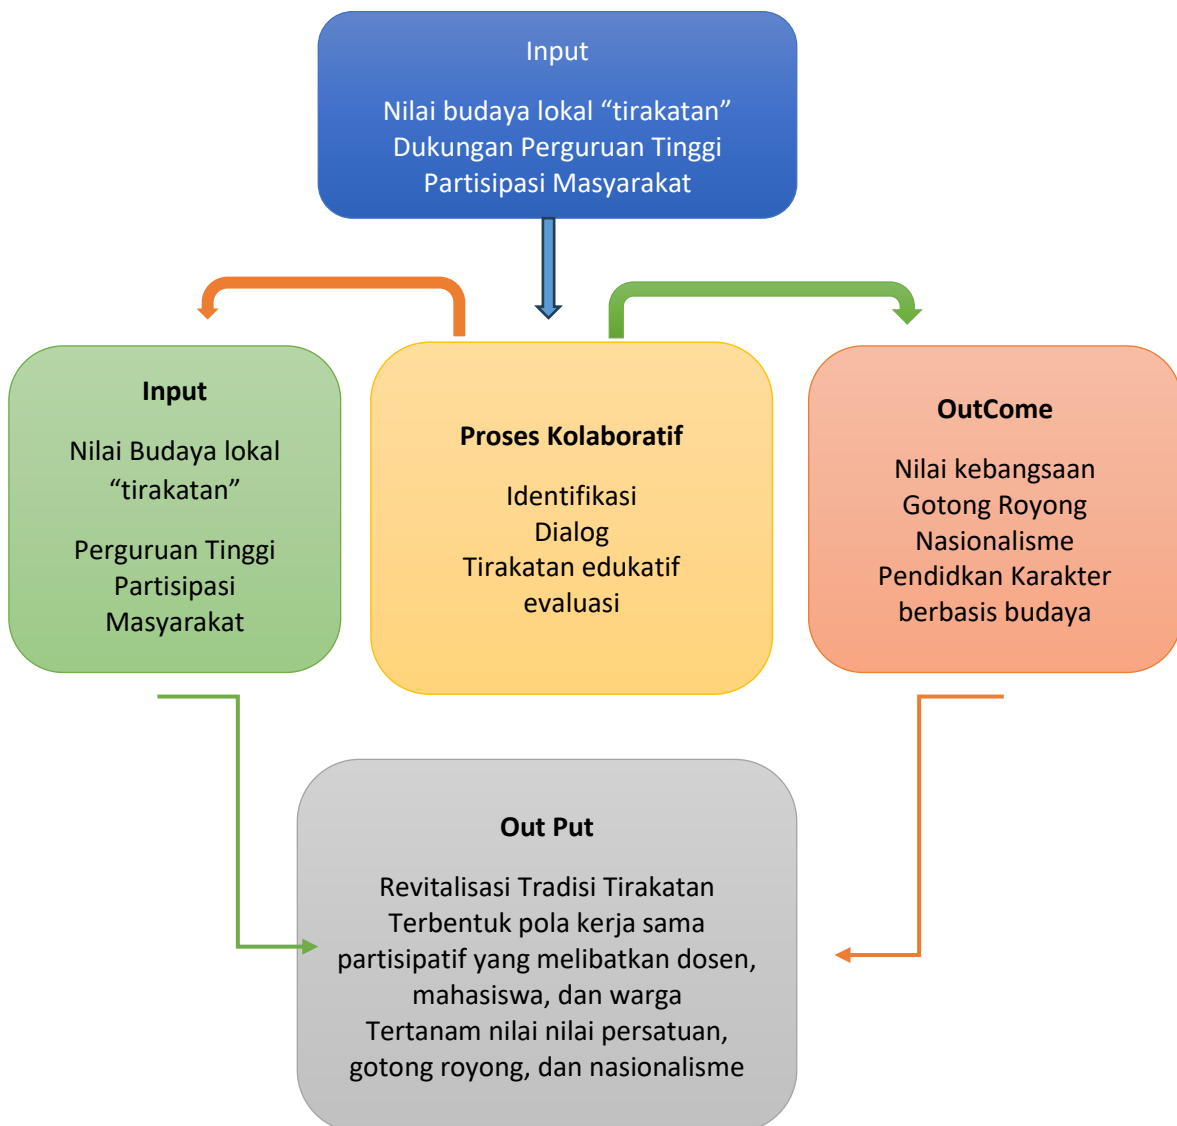 Input
Nilai budaya lokal “tirakatan”
Dukungan Perguruan Tinggi
Partisipasi Masyarakat
Input
Nilai Budaya lokal
“tirakatan”
Perguruan Tinggi
Partisipasi
Masyarakat
Proses Kolaboratif
Identifikasi
Dialog
Tirakatan edukatif
evaluasi
OutCome
Nilai kebangsaan
Gotong Royong
Nasionalisme
Pendidkan Karakter
berbasis budaya
Out Put
Revitalisasi Tradisi Tirakatan
Terbentuk pola kerja sama
partisipatif yang melibatkan dosen,
mahasiswa, dan warga
Tertanam nilai nilai persatuan,
gotong royong, dan nasionalisme